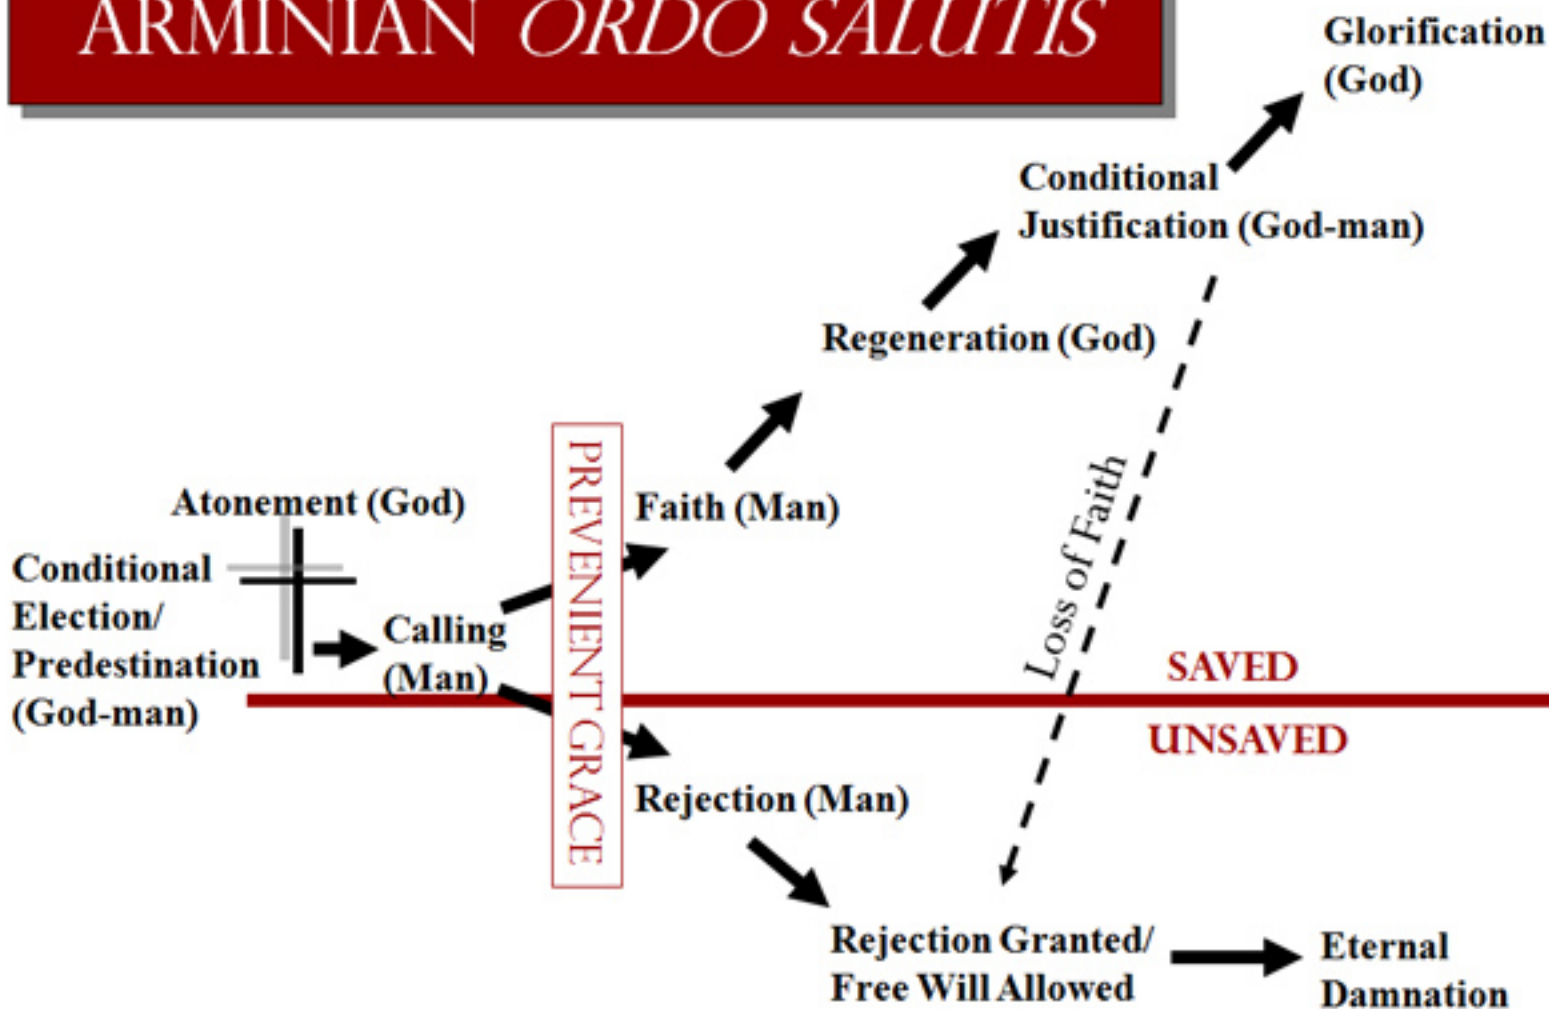 ARMINIAN ORDO SALUTIS
Glorification
(God)
Conditional
Justification (God-man)
Regeneration (God)
Faith (Man)
Atonement (God)
Conditional
Election/
Predestination
(God-man)
Calling
(Man)
PREVENIENT GRACE
Loss of Faith
SAVED
UNSAVED
Rejection (Man)
Rejection Granted/
Free Will Allowed
Eternal
Damnation